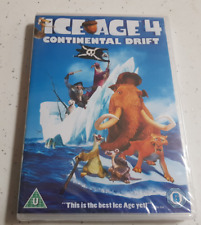 ICE AGE 4
CONTINENTAL DRIFT
U
"This is the best Ice Age yet!"